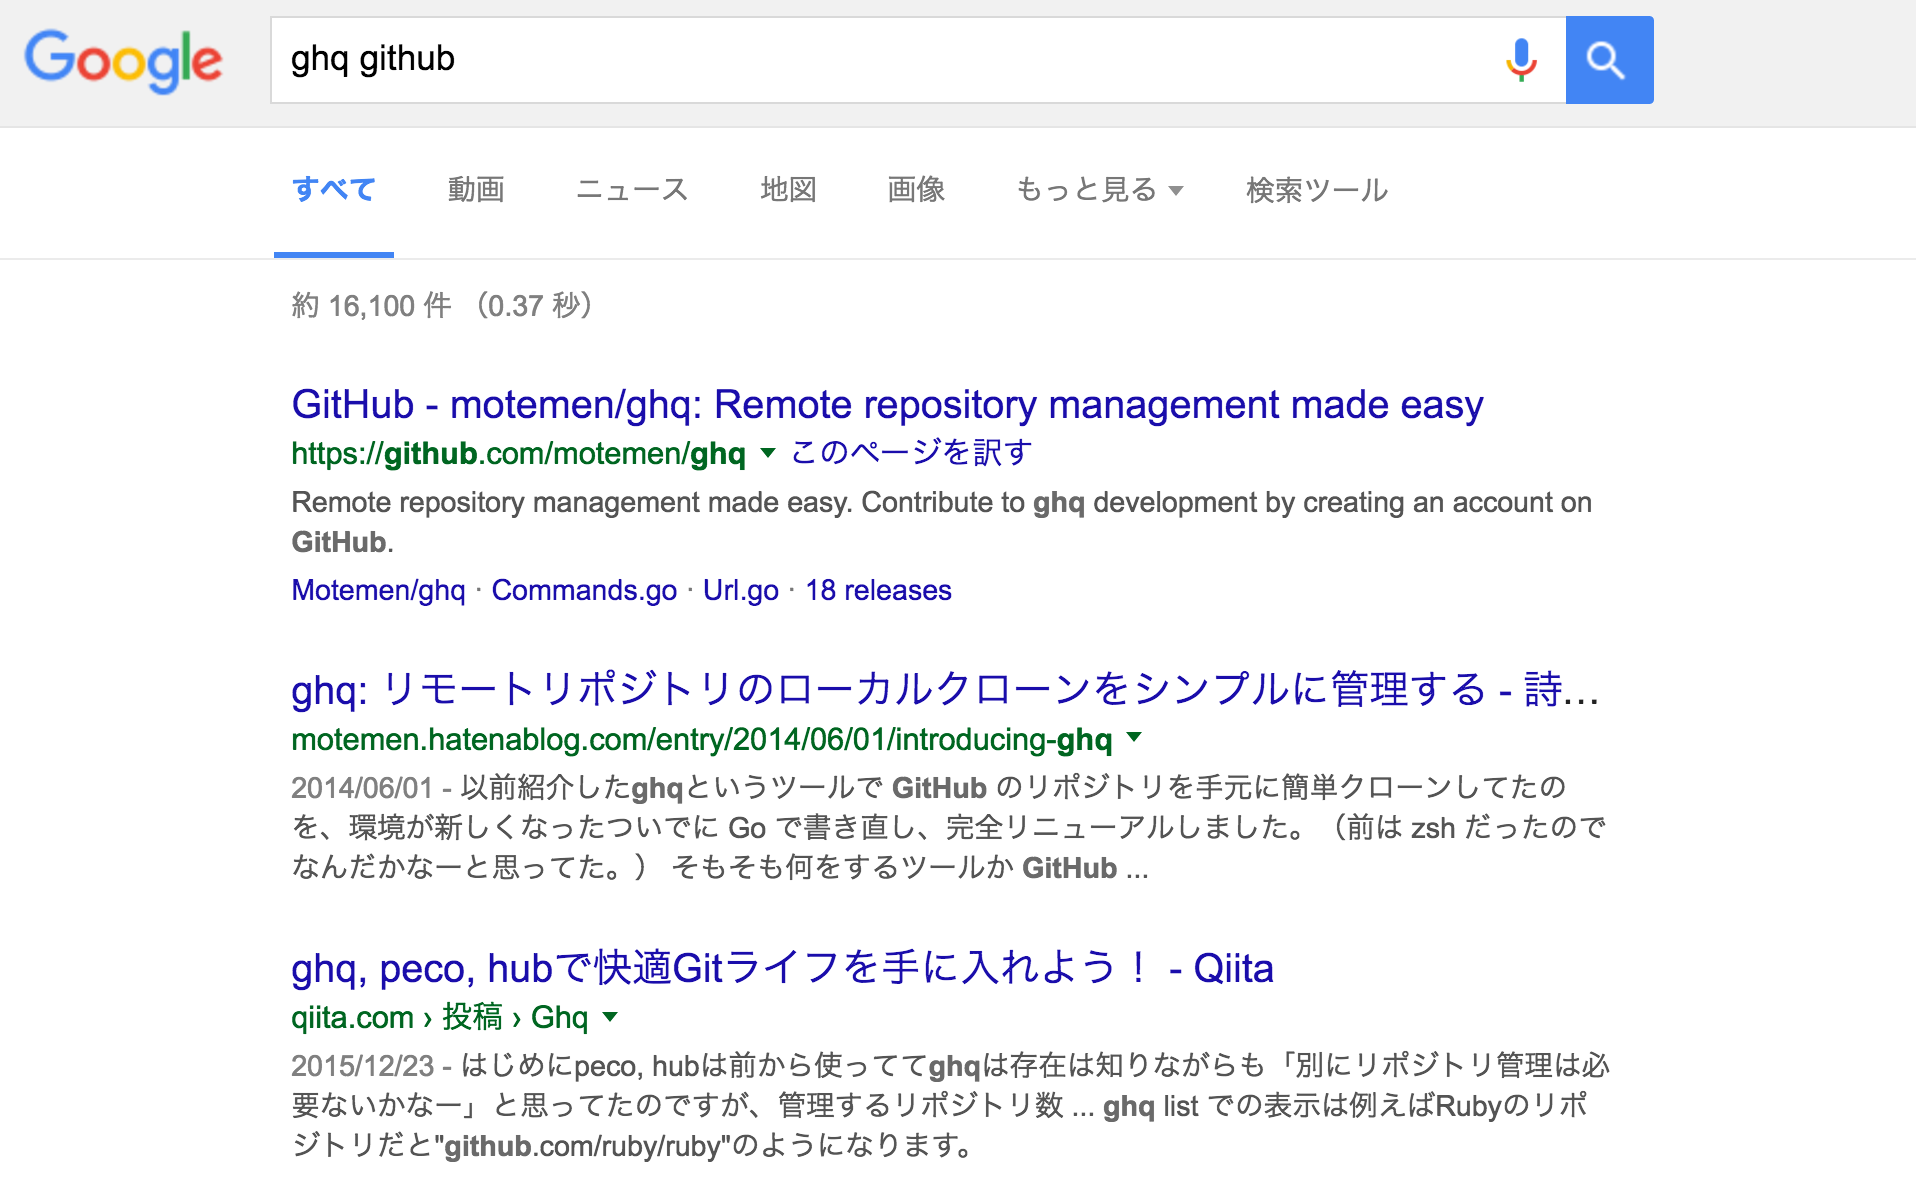 Google
ghq github
すべて 動画 ニュース 地図 画像 もっと見る 検索ツール
約 16,100 件 （0.37 秒）
GitHub - motemen/ghq: Remote repository management made easy
https://github.com/motemen/ghq このページを訳す
Remote repository management made easy. Contribute to ghq development by creating an account on
GitHub.
Motemen/ghq · Commands.go · Url.go · 18 releases
ghq: リモートリポジトリのローカルクローンをシンプルに管理する - 詩...
motemen.hatenablog.com/entry/2014/06/01/introducing-ghq
2014/06/01 - 以前紹介したghqというツールで GitHub のリポジトリを手元に簡単クローンしてたの
を、環境が新しくなったついでに Go で書き直し、完全リニューアルしました。（前は zsh だったので
なんだかなーと思ってた。） そもそも何をするツールか GitHub ...
ghq, peco, hubで快適Gitライフを手に入れよう！ - Qiita
qiita.com › 投稿 › Ghq
2015/12/23 - はじめにpeco, hubは前から使っててghqは存在は知りながらも「別にリポジトリ管理は必
要ないかなー」と思ってたのですが、管理するリポジトリ数 ... ghq list での表示は例えばRubyのリポ
ジトリだと"github.com/ruby/ruby"のようになります。